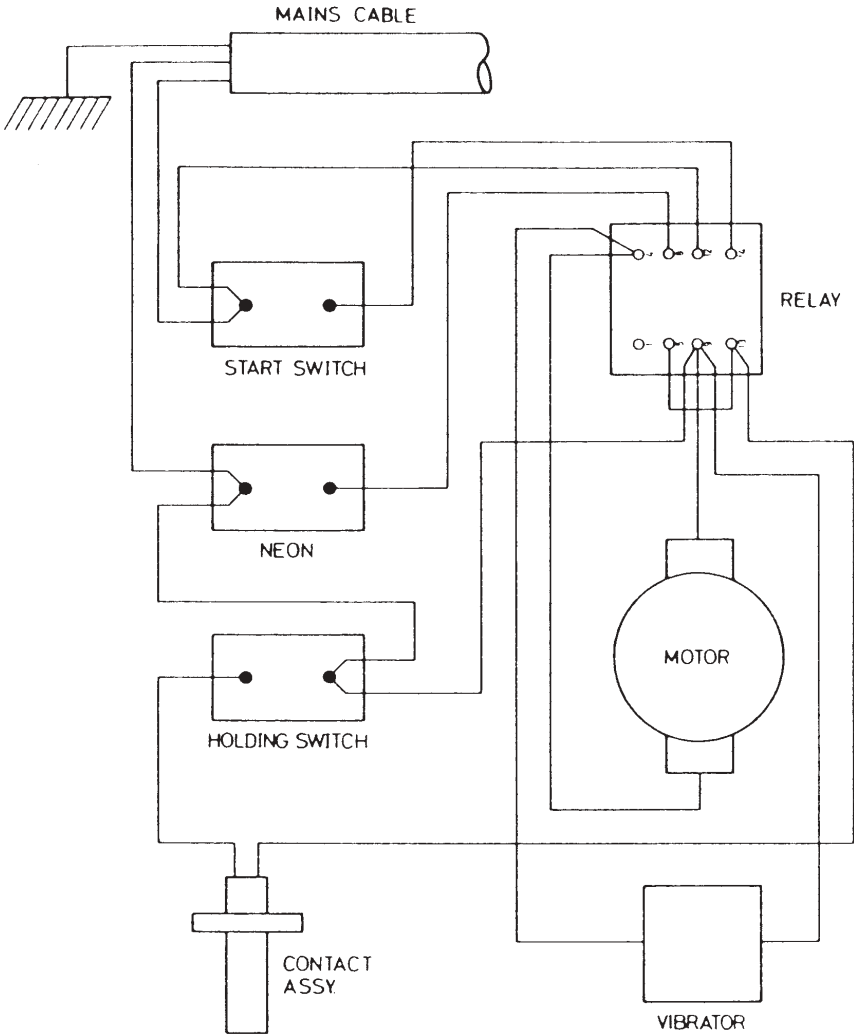 MAINS CABLE
RELAY
START SWITCH
NEON
MOTOR
HOLDING SWITCH
CONTACT
ASSY.
VIBRATOR